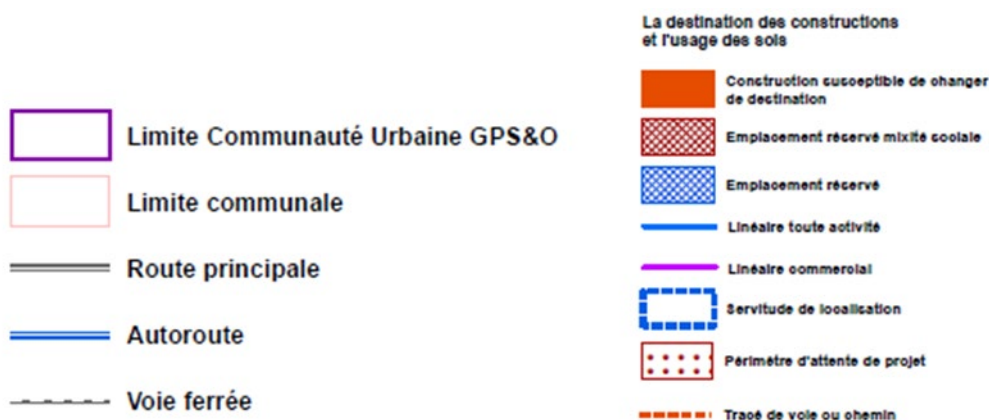 La destination des constructions
et l'usage des sols
Limite Communauté Urbaine GPS&O
Limite communale
Route principale
Autoroute
Voie ferrée
Construction susceptible de changer
de destination
Emplacement réservé mixité sociale
Emplacement réservé
Linéaire toute activité
Linéaire commercial
Servitude de localisation
Périmètre d'attente de projet
Tracé de voie ou chemin